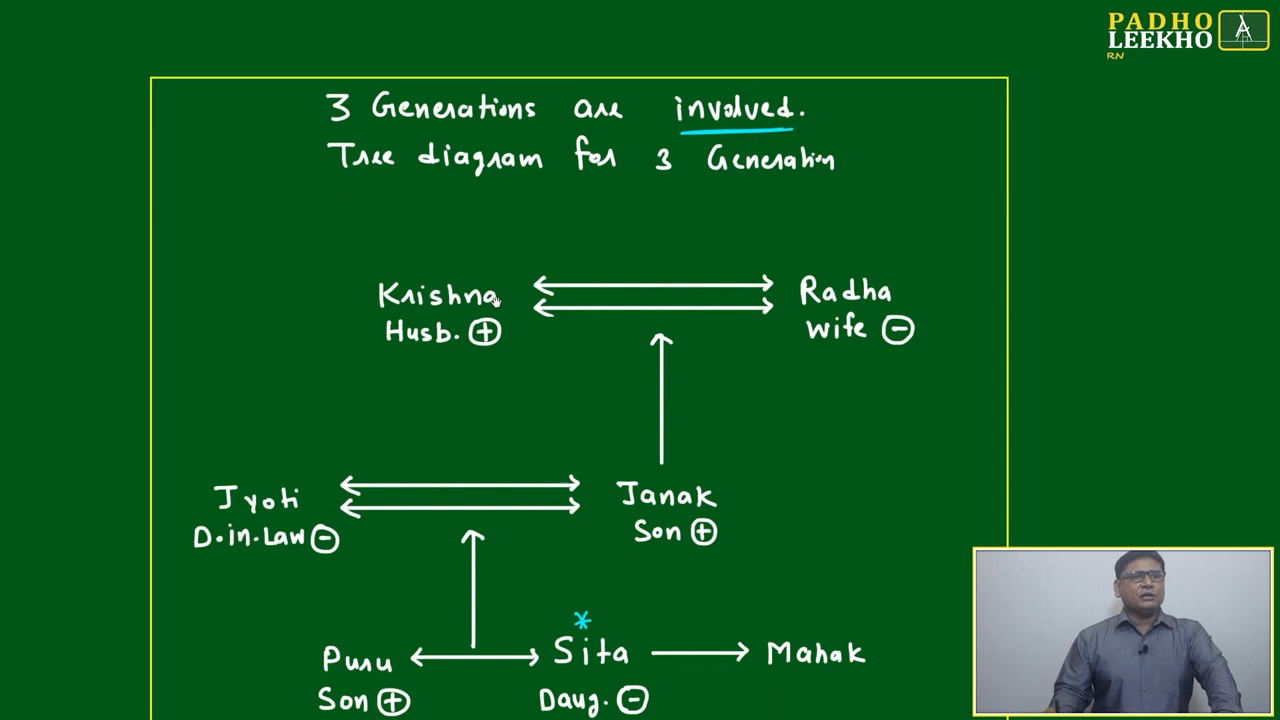 PADHO
LEEKHO
RN
3 Generations are involved.
Tree diagram for 3 Generation
Krishna Radha
Husb. + wife −
Jyoti Janak
D.in.Law − Son +
*
Puru Sita Mahak
Son + Daug. −